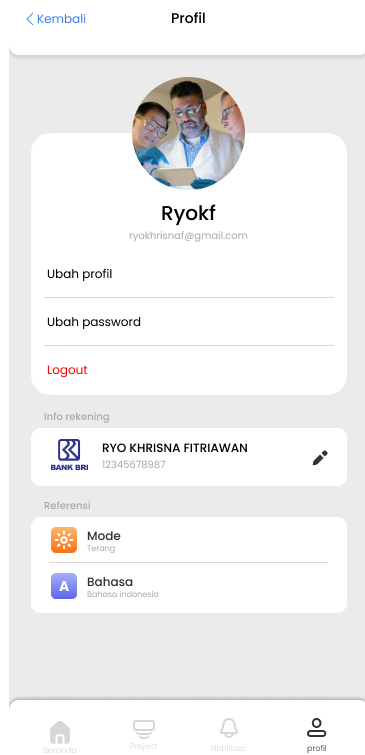 Kembali
Profil
Ryokf
ryokhrisnaf@gmail.com
Ubah profil
Ubah password
Logout
Info rekening
BANK BRI
RYO KHRISNA FITRIAWAN
12345678987
Referensi
Mode
Terang
A
Bahasa
Bahasa indonesia
Beranda
Project
Notifikasi
profil